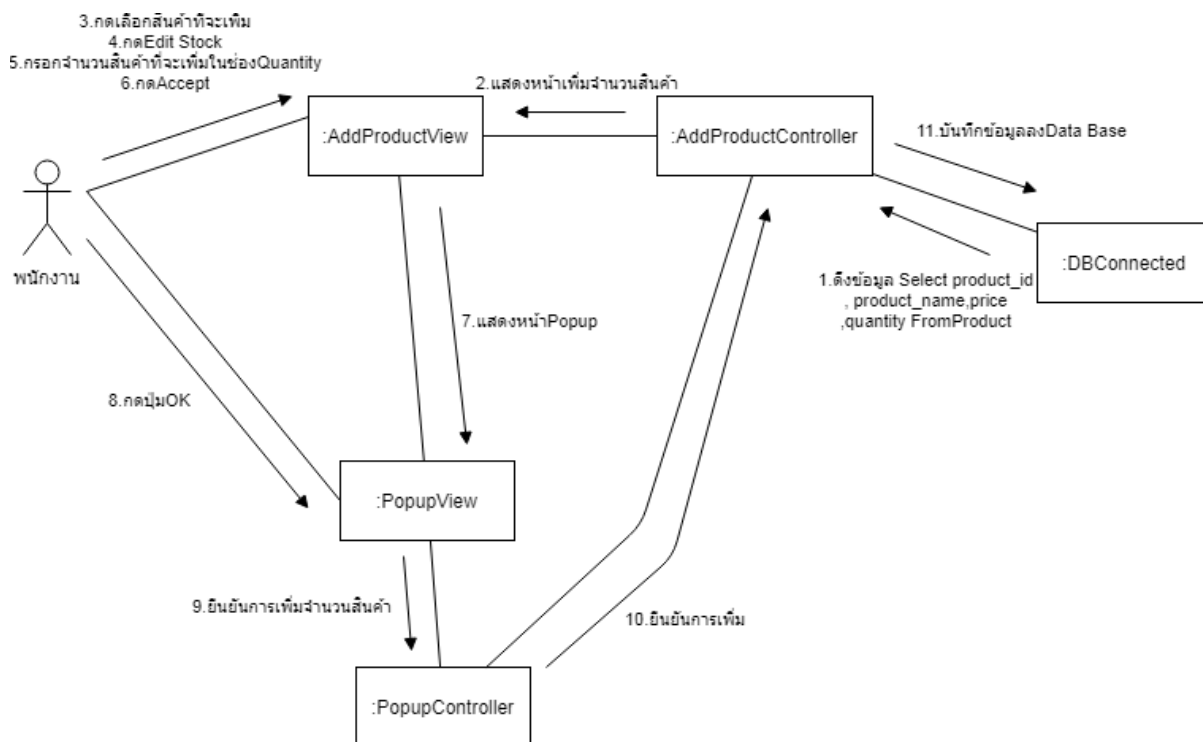 3.กดเลือกสินค้าที่จะเพิ่ม
4.กดEdit Stock
5.กรอกจำนวนสินค้าที่จะเพิ่มในช่องQuantity
6.กดAccept
2.แสดงหน้าเพิ่มจำนวนสินค้า
:AddProductView
:AddProductController
11.บันทึกข้อมูลลงData Base
พนักงาน
:DBConnected
1.ดึงข้อมูล Select product_id
, product_name,price
,quantity FromProduct
7.แสดงหน้าPopup
8.กดปุ่มOK
:PopupView
9.ยืนยันการเพิ่มจำนวนสินค้า
10.ยืนยันการเพิ่ม
:PopupController